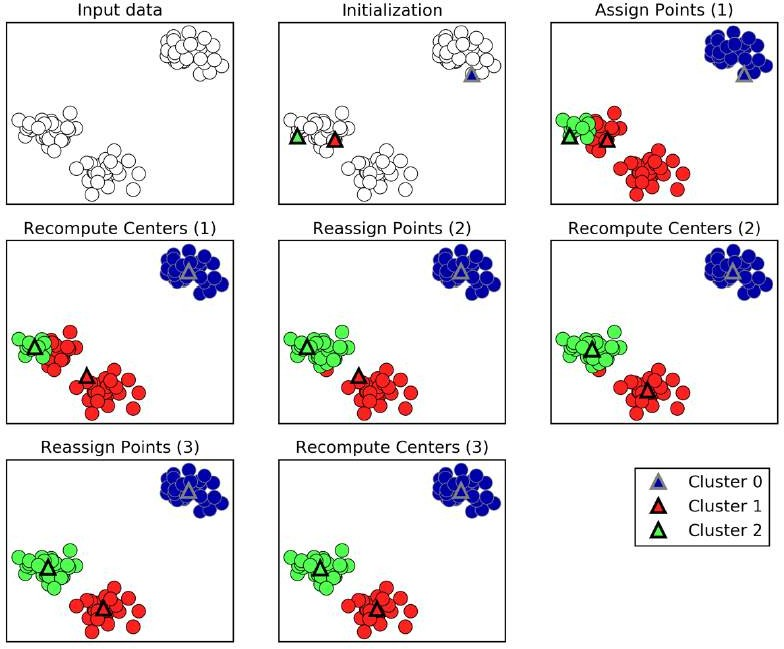 Input data
Initialization
Assign Points (1)
Recompute Centers (1)
Reassign Points (2)
Recompute Centers (2)
Reassign Points (3)
Recompute Centers (3)
Cluster 0
Cluster 1
Cluster 2